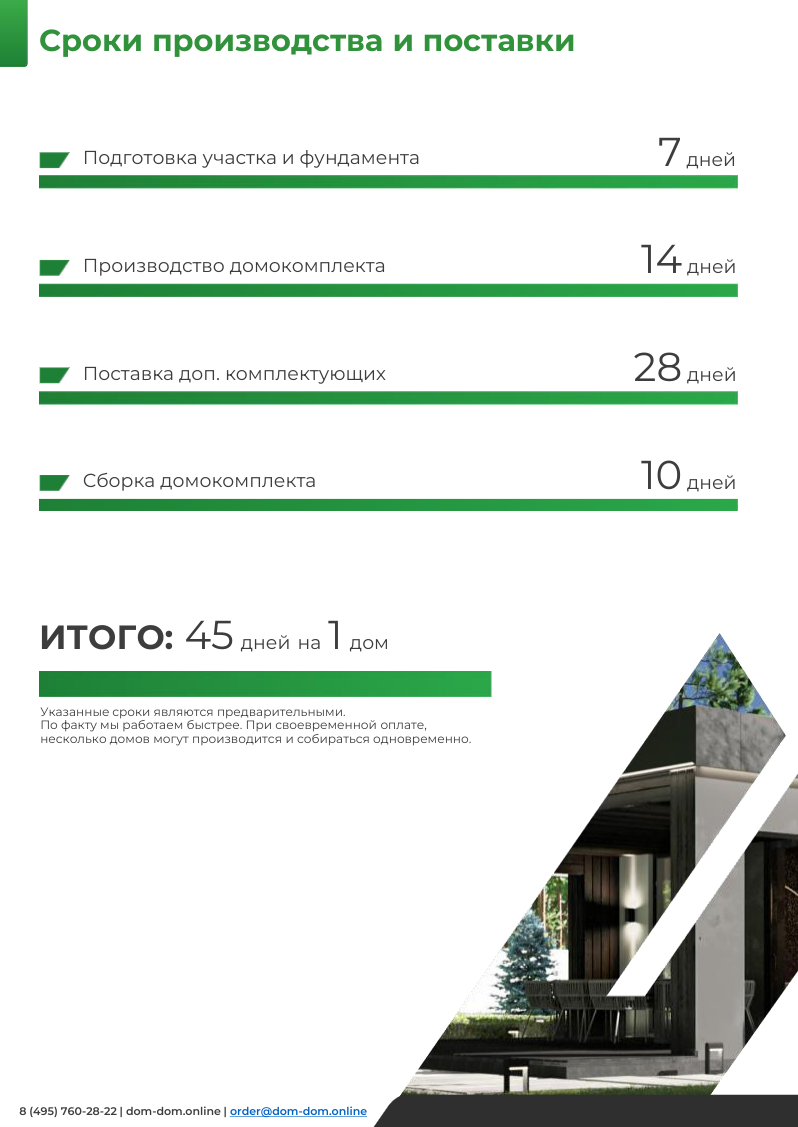 Сроки производства и поставки
Подготовка участка и фундамента 7 дней
Производство домокомплекта 14 дней
Поставка доп. комплектующих 28 дней
Сборка домокомплекта 10 дней
ИТОГО: 45 дней на 1 дом
Указанные сроки являются предварительными.
По факту мы работаем быстрее. При своевременной оплате,
несколько домов могут производится и собираться одновременно.
8 (495) 760-28-22 | dom-dom.online | order@dom-dom.online